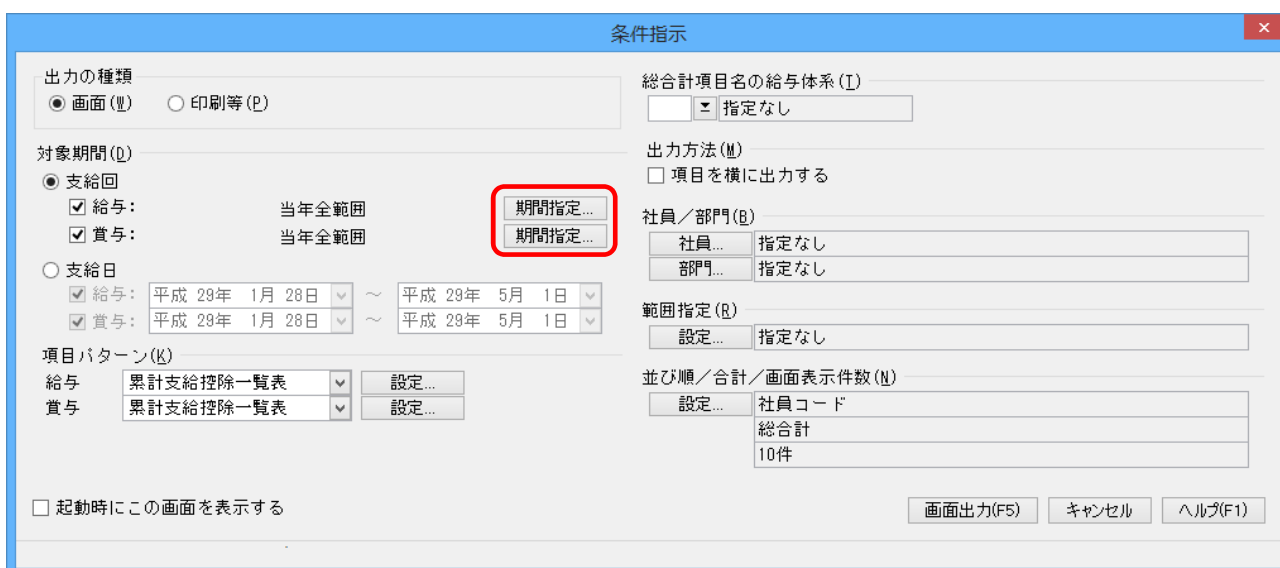 条件指示
出力の種類
画面(W) 印刷等(P)
対象期間(D)
支給回
給与: 当年全範囲 期間指定...
賞与: 当年全範囲 期間指定...
支給日
給与: 平成 29年 1月 28日 ～ 平成 29年 5月 1日
賞与: 平成 29年 1月 28日 ～ 平成 29年 5月 1日
項目パターン(K)
給与 累計支給控除一覧表 設定...
賞与 累計支給控除一覧表 設定...
起動時にこの画面を表示する
総合計項目名の給与体系(I)
指定なし
出力方法(M)
項目を横に出力する
社員／部門(B)
社員... 指定なし
部門... 指定なし
範囲指定(R)
設定... 指定なし
並び順／合計／画面表示件数(N)
設定... 社員コード
総合計
10件
画面出力(F5) キャンセル ヘルプ(F1)